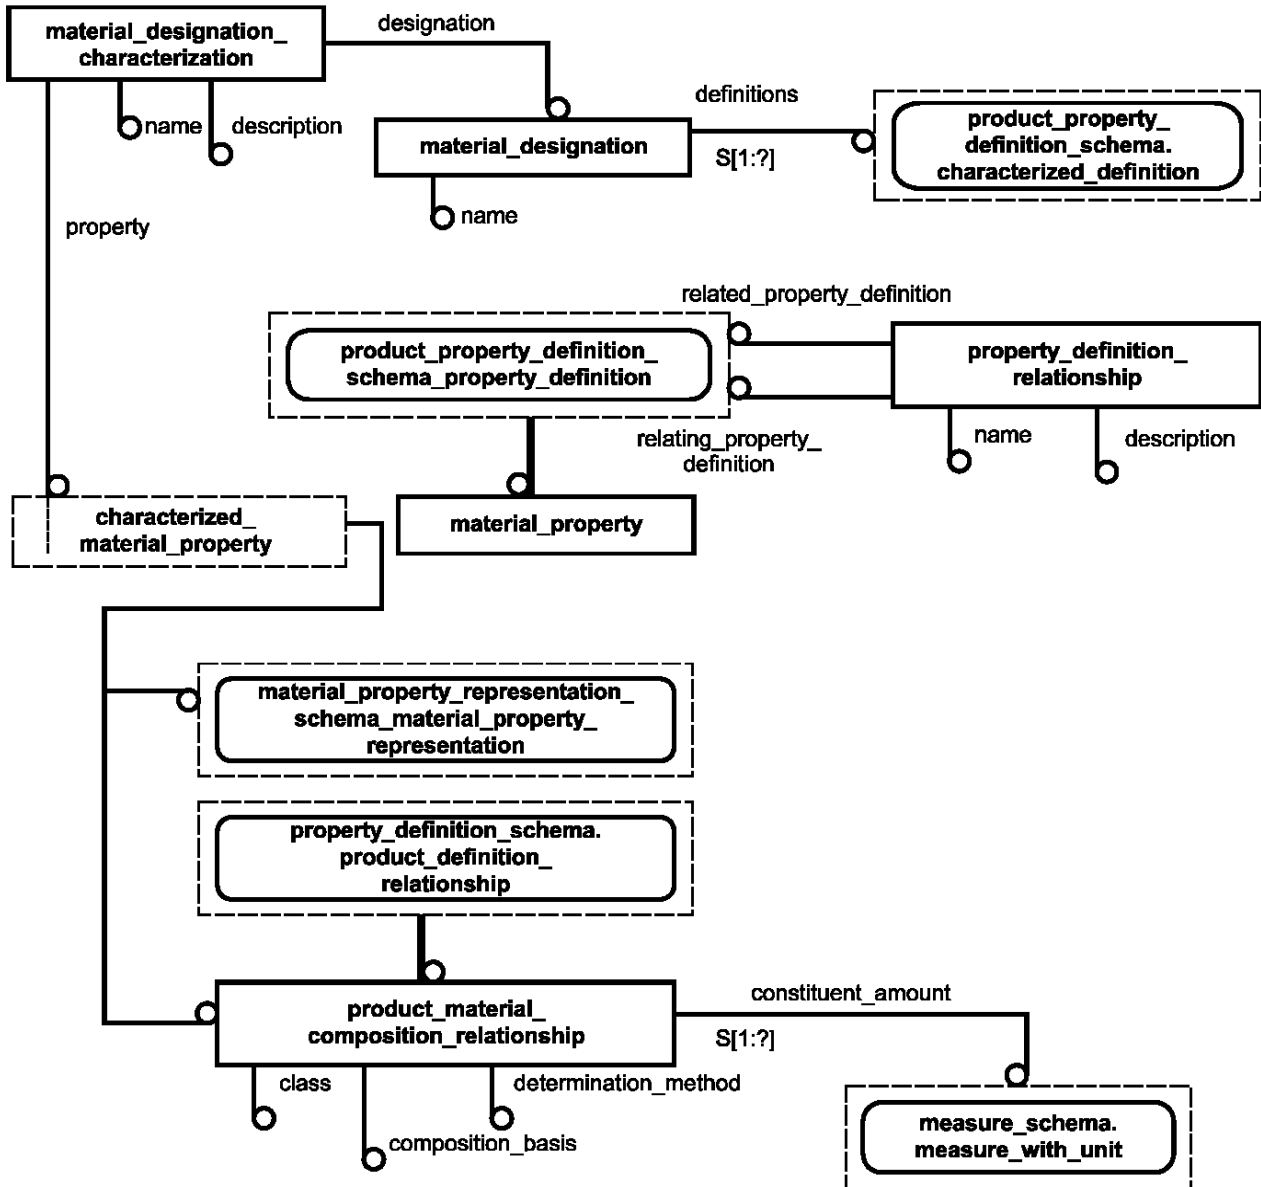 material_designation_
characterization
designation
name
description
material_designation
definitions
S[1:?]
product_property_
definition_schema.
characterized_definition
name
property
related_property_definition
product_property_definition_
schema_property_definition
property_definition_
relationship
relating_property_
definition
name
description
characterized_
material_property
material_property
material_property_representation_
schema_material_property_
representation
property_definition_schema.
product_definition_
relationship
product_material_
composition_relationship
constituent_amount
S[1:?]
class
determination_method
composition_basis
measure_schema.
measure_with_unit